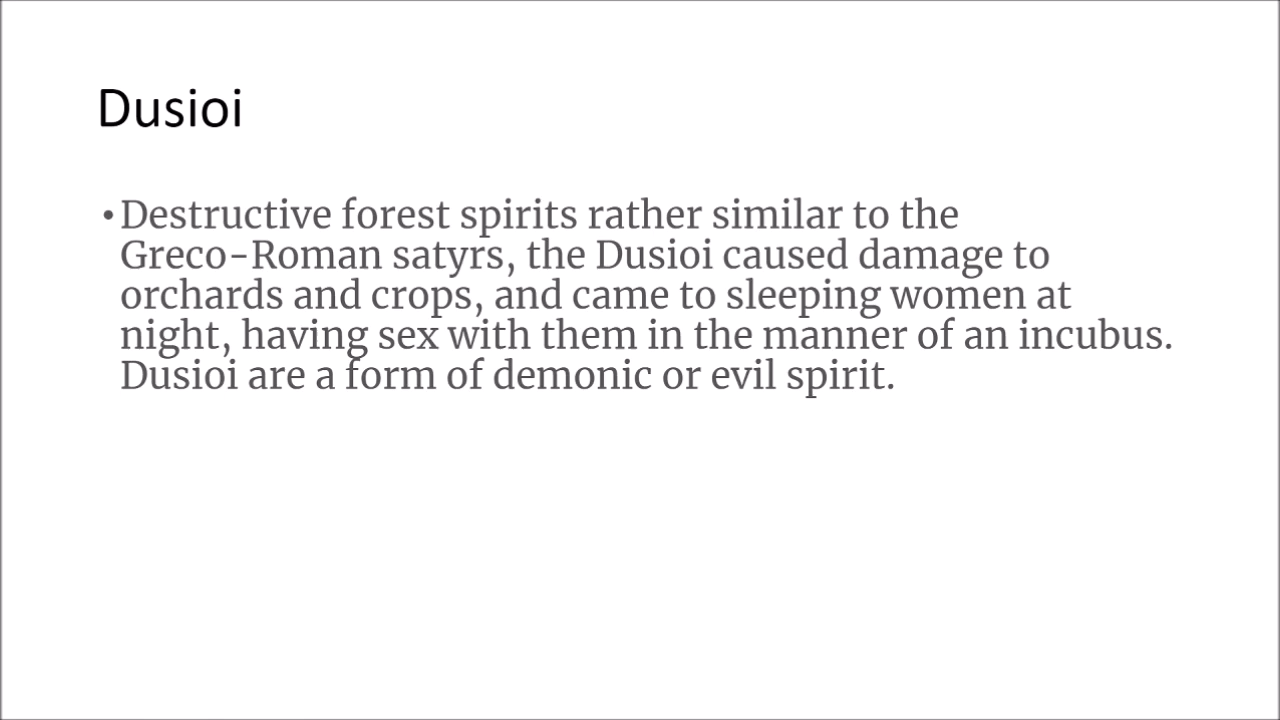 Dusioi
• Destructive forest spirits rather similar to the
Greco-Roman satyrs, the Dusioi caused damage to
orchards and crops, and came to sleeping women at
night, having sex with them in the manner of an incubus.
Dusioi are a form of demonic or evil spirit.